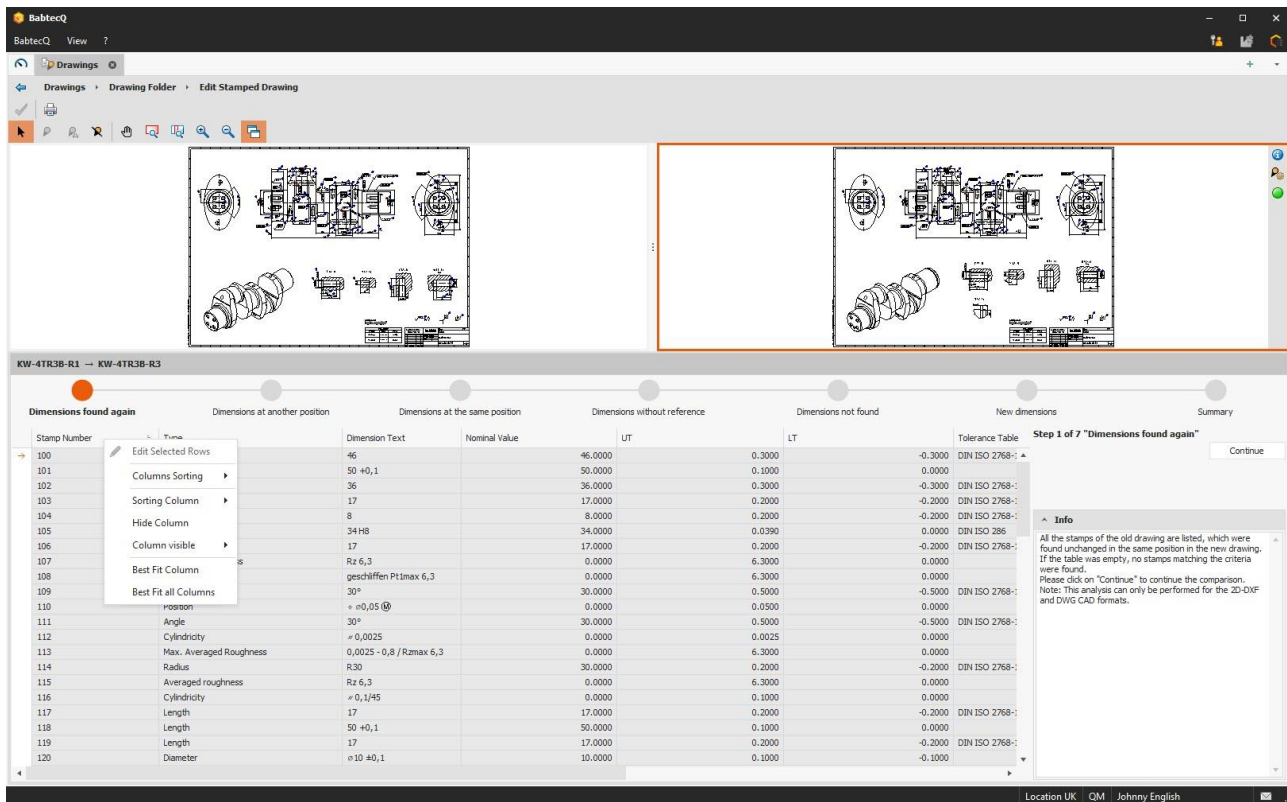 BabtecQ
BabtecQ View ?
Drawings
Drawings Drawing Folder Edit Stamped Drawing
KW-4TR3B-R1 → KW-4TR3B-R3
Dimensions found again Dimensions at another position Dimensions at the same position Dimensions without reference Dimensions not found New dimensions Summary
Step 1 of 7 "Dimensions found again"
Continue
Stamp Number Type Dimension Text Nominal Value UT LT Tolerance Table
100 46 46.0000 0.3000 -0.3000 DIN ISO 2768-
101 50 +0,1 50.0000 0.1000 0.0000
102 36 36.0000 0.3000 -0.3000 DIN ISO 2768-
103 17 17.0000 0.2000 -0.2000 DIN ISO 2768-
104 8 8.0000 0.2000 -0.2000 DIN ISO 2768-
105 34 H8 34.0000 0.0390 0.0000 DIN ISO 286
106 17 17.0000 0.2000 -0.2000 DIN ISO 2768-
107 Rz 6,3 0.0000 6.3000 0.0000
108 geschliffen Pt1max 6,3 0.0000 6.3000 0.0000
109 30° 30.0000 0.5000 -0.5000 DIN ISO 2768-
110 Position ⌀0,05 Ⓜ 0.0000 0.0500 0.0000
111 Angle 30° 30.0000 0.5000 -0.5000 DIN ISO 2768-
112 Cylindricity 0,0025 0.0000 0.0025 0.0000
113 Max. Averaged Roughness 0,0025 - 0,8 / Rzmax 6,3 0.0000 6.3000 0.0000
114 Radius R30 30.0000 0.2000 -0.2000 DIN ISO 2768-
115 Averaged roughness Rz 6,3 0.0000 6.3000 0.0000
116 Cylindricity 0,1/45 0.0000 0.1000 0.0000
117 Length 17 17.0000 0.2000 -0.2000 DIN ISO 2768-
118 Length 50 +0,1 50.0000 0.1000 0.0000
119 Length 17 17.0000 0.2000 -0.2000 DIN ISO 2768-
120 Diameter ⌀10 ±0,1 10.0000 0.1000 -0.1000
Edit Selected Rows
Columns Sorting
Sorting Column
Hide Column
Column visible
Best Fit Column
Best Fit all Columns
Info
All the stamps of the old drawing are listed, which were
found unchanged in the same position in the new drawing.
If the table was empty, no stamps matching the criteria
were found.
Please click on "Continue" to continue the comparison.
Note: This analysis can only be performed for the 2D-DXF
and DWG CAD formats.
Location UK QM Johnny English